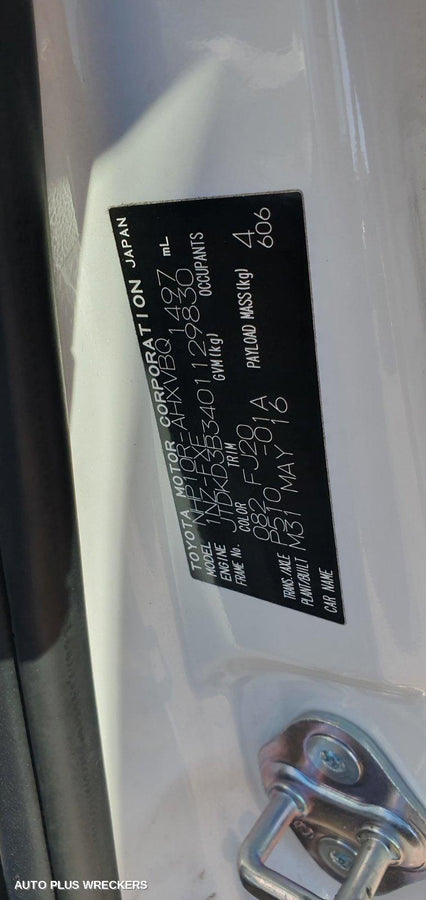 TOYOTA MOTOR CORPORATION JAPAN
MODEL NHP10R-AHXVBQ 1497 mL
ENGINE 1NZ-FXE
FRAME No. JTDKD3B3401129830
COLOR TRIM GVM(kg) OCCUPANTS
082 FJ20 4
TRANS./AXLE P510 -01A PAYLOAD MASS(kg) 606
PLANT/BUILT M31 MAY 16
CAR NAME
AUTO PLUS WRECKERS